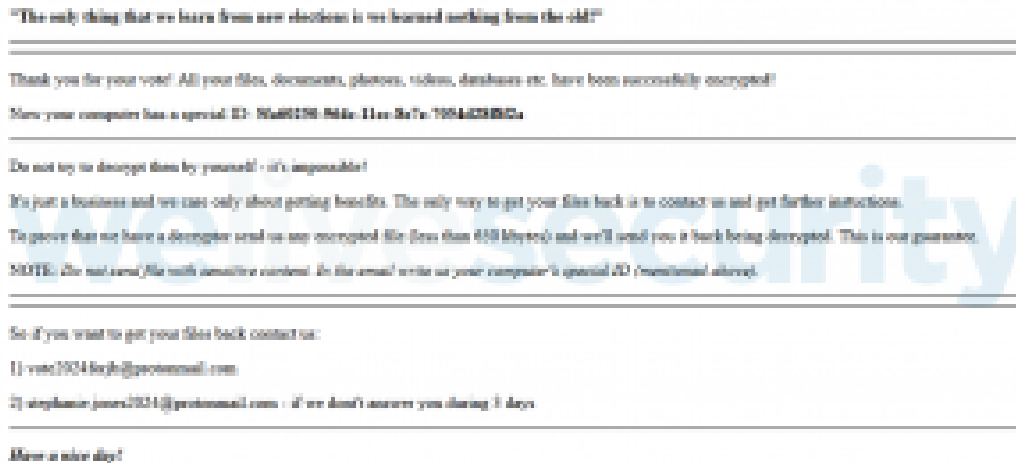 "The only thing that we learn from new elections is we learned nothing from the old!"
Thank you for your vote! All your files, documents, photoes, videos, databases etc. have been successfully encrypted!
Now your computer has a special ID:
Do not try to decrypt then by yourself - it's impossible!
It's just a business and we care only about getting benefits. The only way to get your files back is to contact us and get further instuctions.
To prove that we have a decryptor send us any encrypted file (less than 650 kbytes) and we'll send you it back being decrypted. This is our guarantee.
NOTE: Do not send file with sensitive content. In the email write us your computer's special ID (mentioned above).
So if you want to get your files back contact us:
1)
2) stephanie.jones2024@protonmail.com - if we don't answer you during 3 days
Have a nice day!
welivesecurity